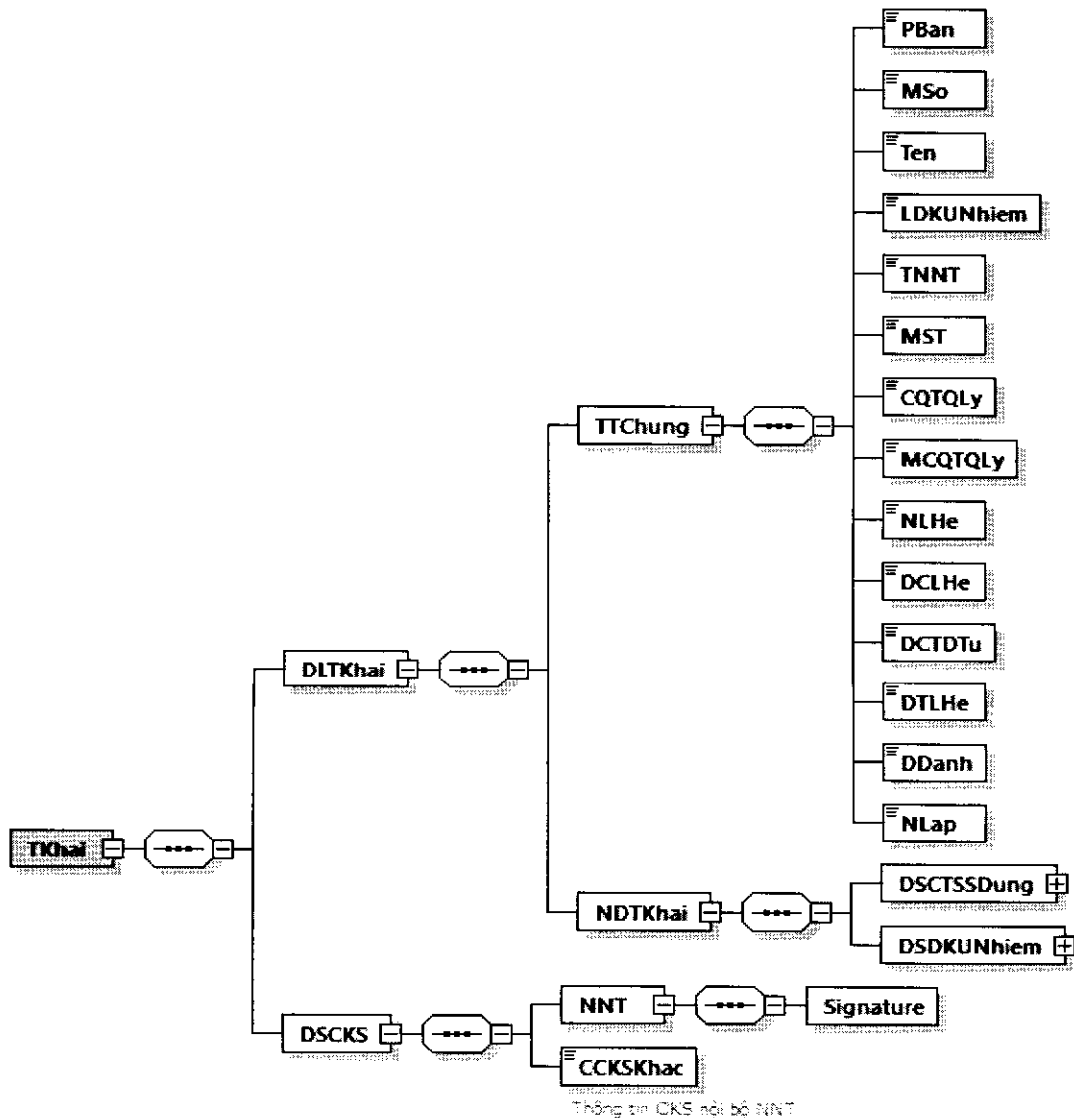 PBan
MSo
Ten
LDKUNhiem
TNNT
MST
CQTQLy
TTChung
MCQTQLy
NLHe
DCLHe
DCTDTu
DLTKhai
DTLHe
DDanh
NLap
TKhai
DSCTSSDung
NDTKhai
DSDKUNhiem
NNT
Signature
DSCKS
CCKSKhac
Thông tin CKS nội bộ NNT